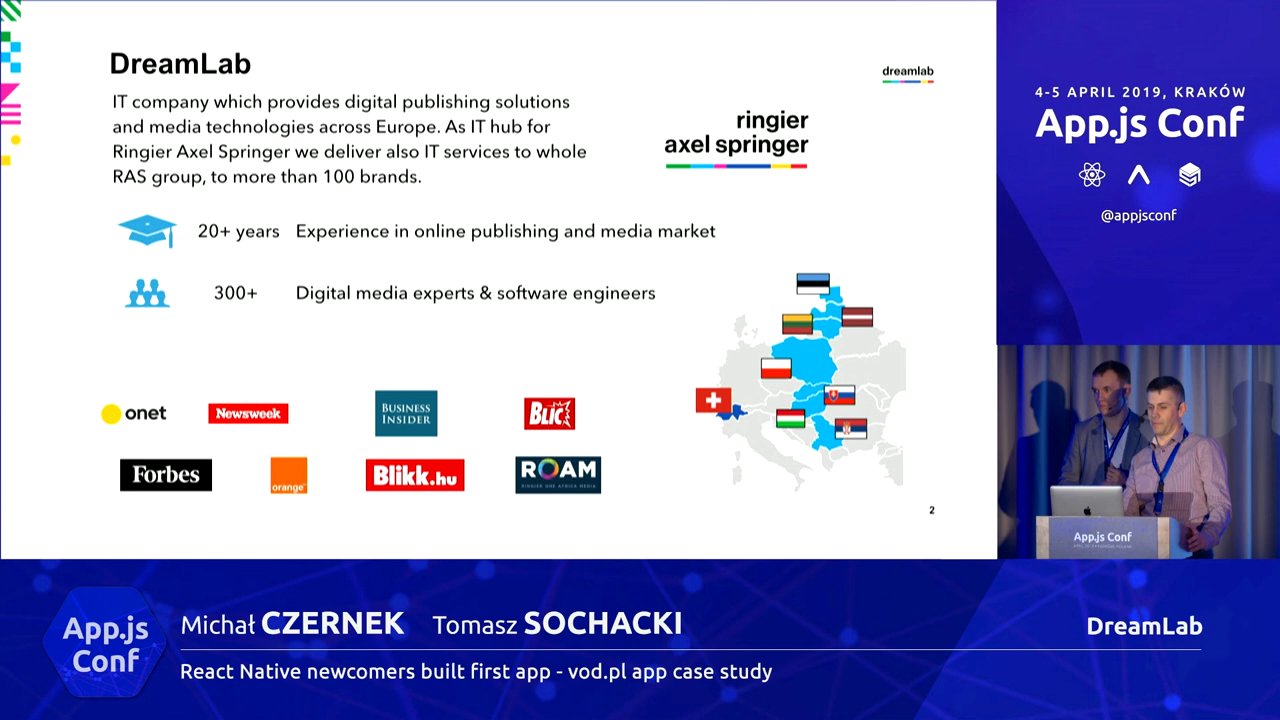 DreamLab
dreamlab
IT company which provides digital publishing solutions
and media technologies across Europe. As IT hub for
Ringier Axel Springer we deliver also IT services to whole
RAS group, to more than 100 brands.
ringier
axel springer
20+ years Experience in online publishing and media market
300+ Digital media experts & software engineers
onet
Newsweek
BUSINESS
INSIDER
BLIC
Forbes
orange
Blikk.hu
ROAM
2
4-5 APRIL 2019, KRAKÓW
App.js Conf
@appjsconf
App.js Conf
App.js
Conf
Michał CZERNEK Tomasz SOCHACKI
DreamLab
React Native newcomers built first app - vod.pl app case study